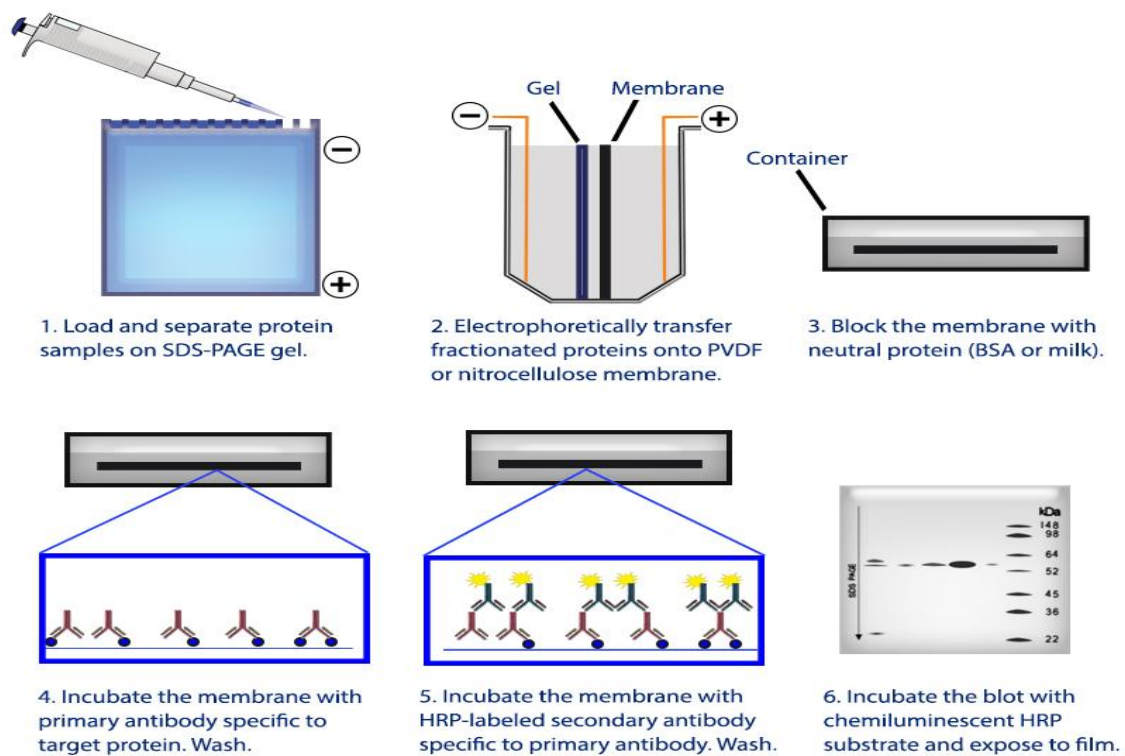 −
+
1. Load and separate protein
samples on SDS-PAGE gel.
Gel
Membrane
−
+
2. Electrophoretically transfer
fractionated proteins onto PVDF
or nitrocellulose membrane.
Container
3. Block the membrane with
neutral protein (BSA or milk).
4. Incubate the membrane with
primary antibody specific to
target protein. Wash.
5. Incubate the membrane with
HRP-labeled secondary antibody
specific to primary antibody. Wash.
SDS PAGE
kDa
148
98
64
52
45
36
22
6. Incubate the blot with
chemiluminescent HRP
substrate and expose to film.